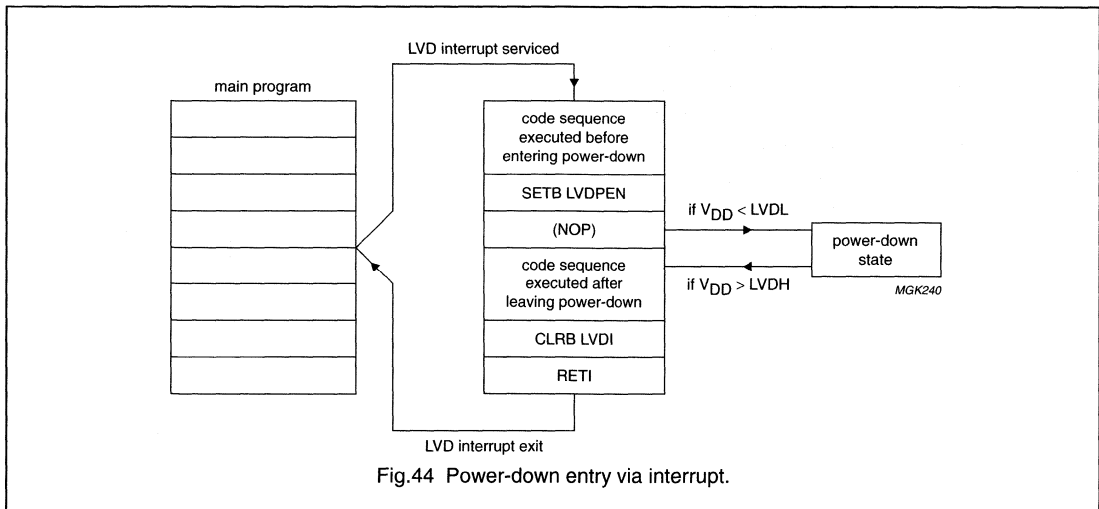 LVD interrupt serviced
main program
code sequence
executed before
entering power-down
SETB LVDPEN
(NOP)
code sequence
executed after
leaving power-down
CLRB LVDI
RETI
if VDD < LVDL
if VDD > LVDH
power-down
state
MGK240
LVD interrupt exit
Fig.44 Power-down entry via interrupt.